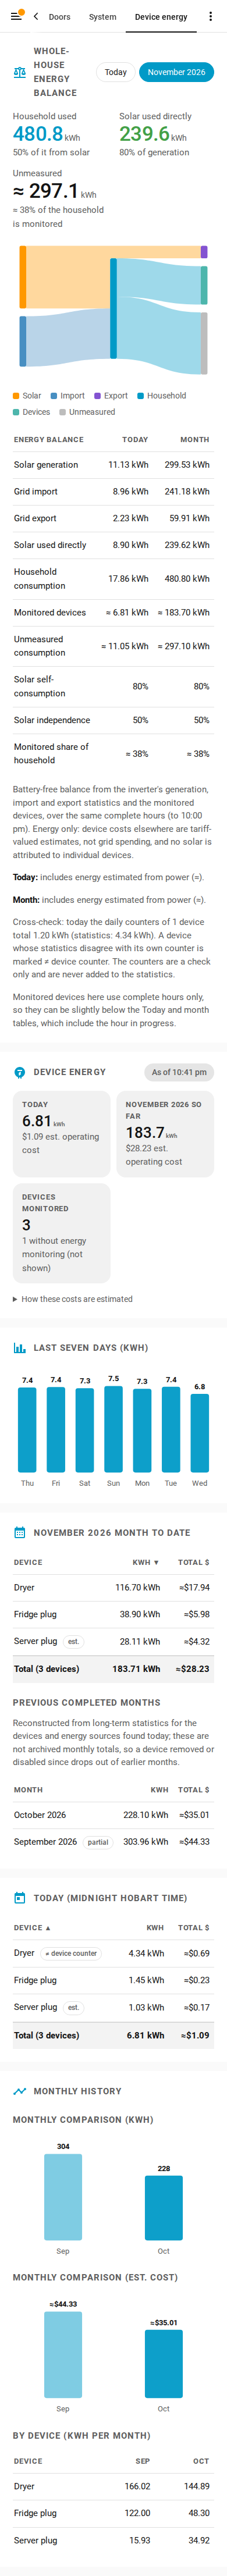 Doors System Device energy
WHOLE-
HOUSE
ENERGY
BALANCE
Today November 2026
Household used Solar used directly
480.8 kWh 239.6 kWh
50% of it from solar 80% of generation
Unmeasured
≈ 297.1 kWh
≈ 38% of the household
is monitored
Solar Import Export Household
Devices Unmeasured
ENERGY BALANCE TODAY MONTH
Solar generation 11.13 kWh 299.53 kWh
Grid import 8.96 kWh 241.18 kWh
Grid export 2.23 kWh 59.91 kWh
Solar used directly 8.90 kWh 239.62 kWh
Household
consumption 17.86 kWh 480.80 kWh
Monitored devices ≈ 6.81 kWh ≈ 183.70 kWh
Unmeasured
consumption ≈ 11.05 kWh ≈ 297.10 kWh
Solar self-
consumption 80% 80%
Solar independence 50% 50%
Monitored share of
household ≈ 38% ≈ 38%
Battery-free balance from the inverter's generation,
import and export statistics and the monitored
devices, over the same complete hours (to 10:00
pm). Energy only: device costs elsewhere are tariff-
valued estimates, not grid spending, and no solar is
attributed to individual devices.
Today: includes energy estimated from power (≈).
Month: includes energy estimated from power (≈).
Cross-check: today the daily counters of 1 device
total 1.20 kWh (statistics: 4.34 kWh). A device
whose statistics disagree with its own counter is
marked ≠ device counter. The counters are a check
only and are never added to the statistics.
Monitored devices here use complete hours only,
so they can be slightly below the Today and month
tables, which include the hour in progress.
DEVICE ENERGY As of 10:41 pm
TODAY
6.81 kWh
$1.09 est. operating
cost
NOVEMBER 2026 SO
FAR
183.7 kWh
$28.23 est.
operating cost
DEVICES
MONITORED
3
1 without energy
monitoring (not
shown)
▶ How these costs are estimated
LAST SEVEN DAYS (KWH)
7.4 7.4 7.3 7.5 7.3 7.4 6.8
Thu Fri Sat Sun Mon Tue Wed
NOVEMBER 2026 MONTH TO DATE
DEVICE KWH ▼ TOTAL $
Dryer 116.70 kWh ≈$17.94
Fridge plug 38.90 kWh ≈$5.98
Server plug est. 28.11 kWh ≈$4.32
Total (3 devices) 183.71 kWh ≈$28.23
PREVIOUS COMPLETED MONTHS
Reconstructed from long-term statistics for the
devices and energy sources found today; these are
not archived monthly totals, so a device removed or
disabled since drops out of earlier months.
MONTH KWH TOTAL $
October 2026 228.10 kWh ≈$35.01
September 2026 partial 303.96 kWh ≈$44.33
TODAY (MIDNIGHT HOBART TIME)
DEVICE ▲ KWH TOTAL $
Dryer ≠ device counter 4.34 kWh ≈$0.69
Fridge plug 1.45 kWh ≈$0.23
Server plug est. 1.03 kWh ≈$0.17
Total (3 devices) 6.81 kWh ≈$1.09
MONTHLY HISTORY
MONTHLY COMPARISON (KWH)
304 228
Sep Oct
MONTHLY COMPARISON (EST. COST)
≈$44.33 ≈$35.01
Sep Oct
BY DEVICE (KWH PER MONTH)
DEVICE SEP OCT
Dryer 166.02 144.89
Fridge plug 122.00 48.30
Server plug 15.93 34.92